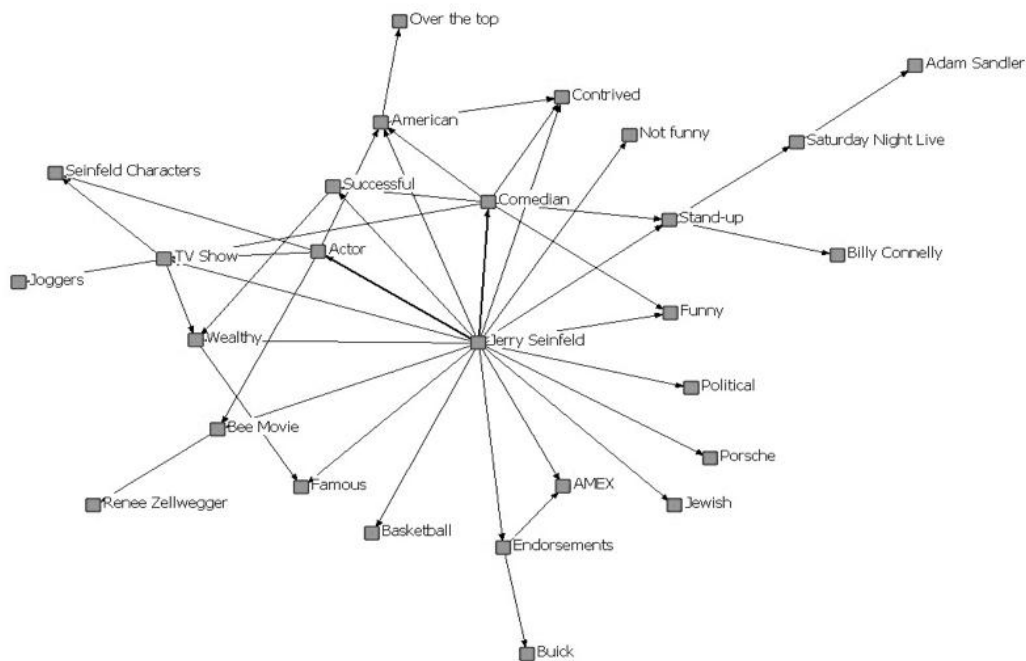 Over the top
Adam Sandler
Contrived
American
Not funny
Saturday Night Live
Seinfeld Characters
Successful
Comedian
Stand-up
Actor
Billy Connelly
TV Show
Joggers
Funny
Wealthy
Jerry Seinfeld
Political
Bee Movie
Porsche
Famous
AMEX
Renee Zellwegger
Jewish
Basketball
Endorsements
Buick